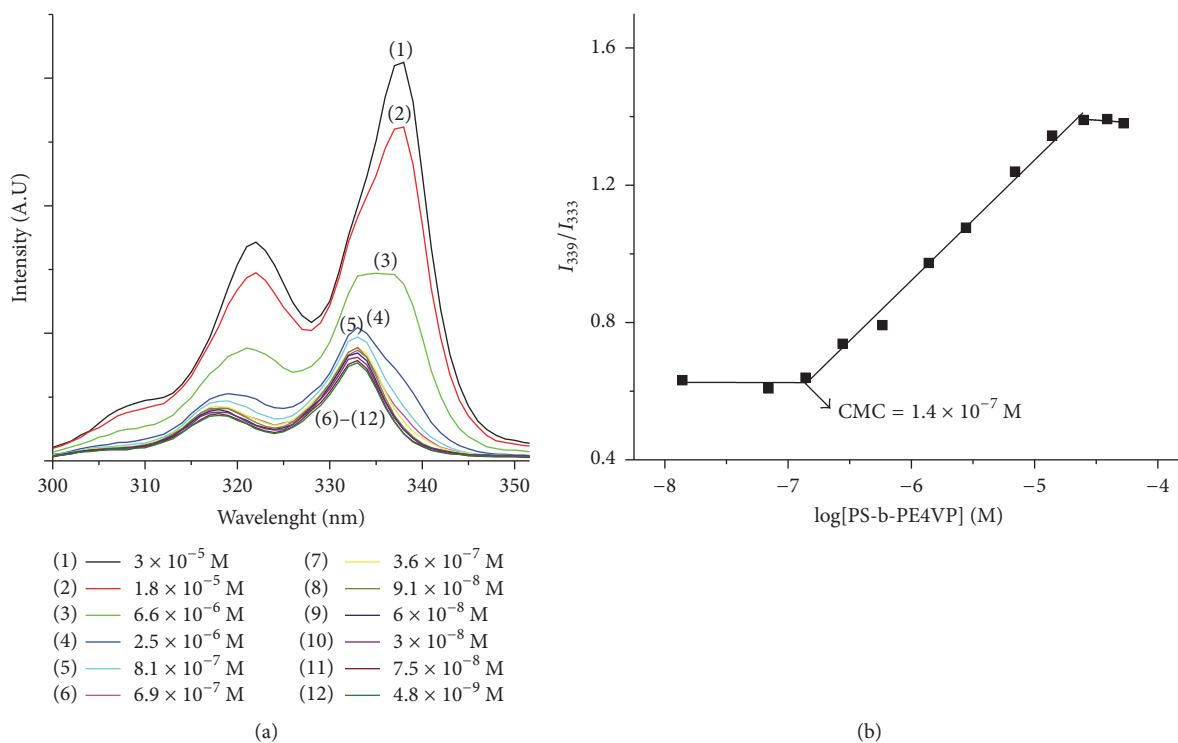 (1)
(2)
(3)
(4)
(5)
(6)–(12)
Intensity (A.U)
300 320 330 340 350
Wavelenght (nm)
(1) 3 × 10⁻⁵ M
(2) 1.8 × 10⁻⁵ M
(3) 6.6 × 10⁻⁶ M
(4) 2.5 × 10⁻⁶ M
(5) 8.1 × 10⁻⁷ M
(6) 6.9 × 10⁻⁷ M
(7) 3.6 × 10⁻⁷ M
(8) 9.1 × 10⁻⁸ M
(9) 6 × 10⁻⁸ M
(10) 3 × 10⁻⁸ M
(11) 7.5 × 10⁻⁸ M
(12) 4.8 × 10⁻⁹ M
(a)
1.6
1.2
0.8
0.4
I₃₃₉/I₃₃₃
CMC = 1.4 × 10⁻⁷ M
−8 −7 −6 −5 −4
log[PS-b-PE4VP] (M)
(b)